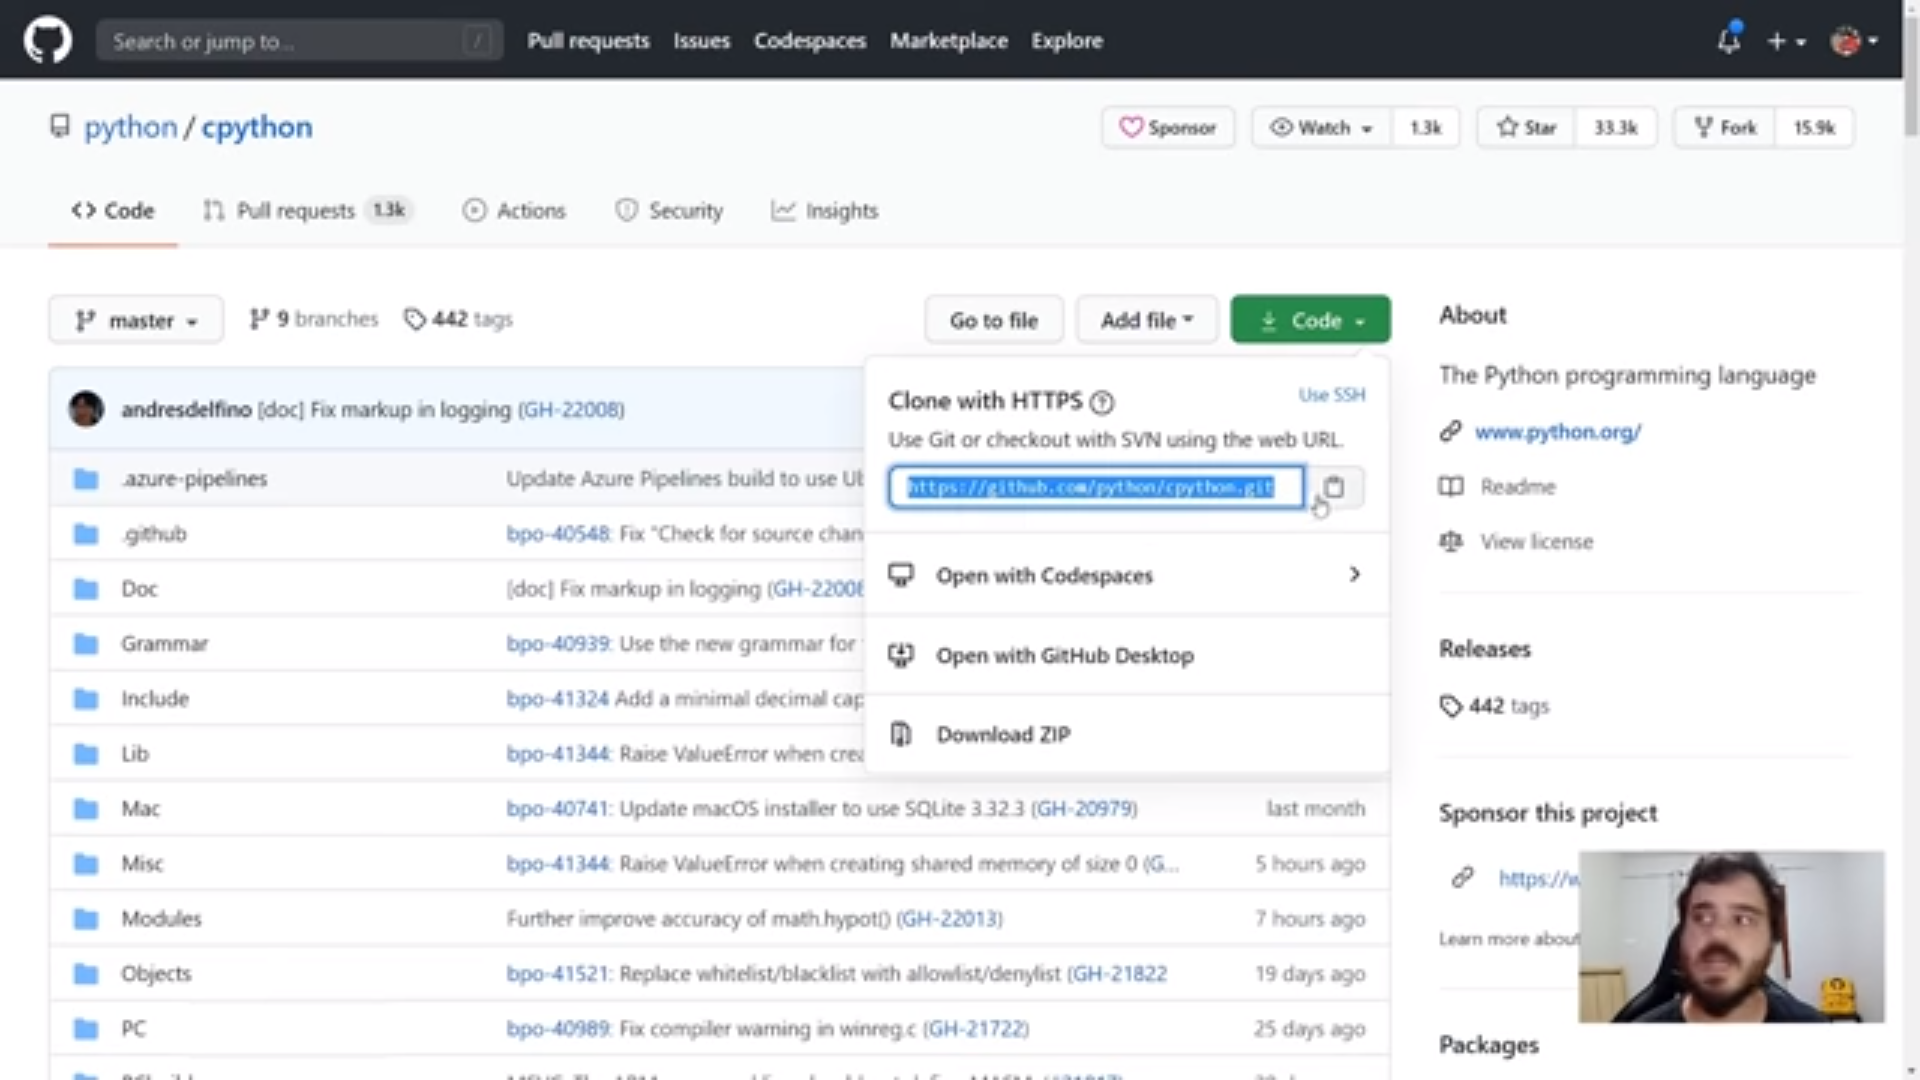 Search or jump to... /
Pull requests Issues Codespaces Marketplace Explore
python / cpython
Sponsor Watch 1.3k Star 33.3k Fork 15.9k
Code Pull requests 1.3k Actions Security Insights
master 9 branches 442 tags Go to file Add file Code
About
The Python programming language
www.python.org/
Readme
View license
Releases
442 tags
Sponsor this project
https://w
Learn more about
Packages
Clone with HTTPS ? Use SSH
Use Git or checkout with SVN using the web URL.
https://github.com/python/cpython.git
Open with Codespaces
Open with GitHub Desktop
Download ZIP
andresdelfino [doc] Fix markup in logging (GH-22008)
.azure-pipelines Update Azure Pipelines build to use
.github bpo-40548: Fix "Check for source
Doc [doc] Fix markup in logging
Grammar bpo-40939: Use the new grammar for
Include bpo-41324 Add a minimal decimal
Lib bpo-41344: Raise ValueError when
Mac bpo-40741: Update macOS installer to use SQLite 3.32.3 (GH-20979) last month
Misc bpo-41344: Raise ValueError when creating shared memory of size 0 (G... 5 hours ago
Modules Further improve accuracy of math.hypot() (GH-22013) 7 hours ago
Objects bpo-41521: Replace whitelist/blacklist with allowlist/denylist (GH-21822 19 days ago
PC bpo-40989: Fix compiler warning in winreg.c (GH-21722) 25 days ago